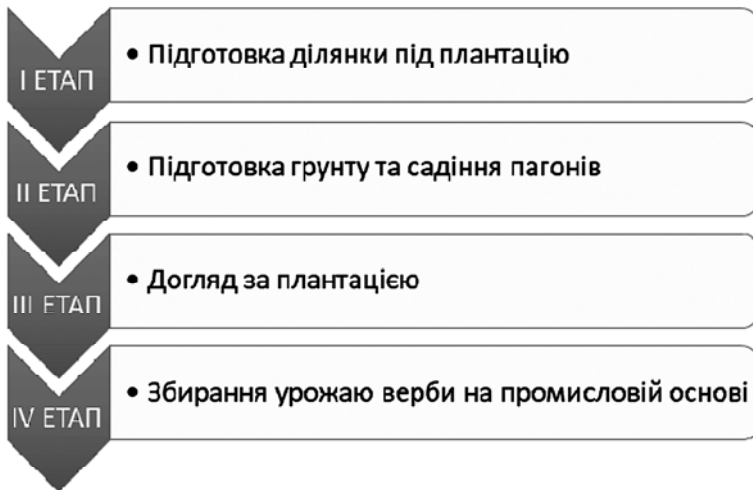 І ЕТАП
• Підготовка ділянки під плантацію
ІІ ЕТАП
• Підготовка грунту та садіння пагонів
ІІІ ЕТАП
• Догляд за плантацією
IV ЕТАП
• Збирання урожаю верби на промисловій основі